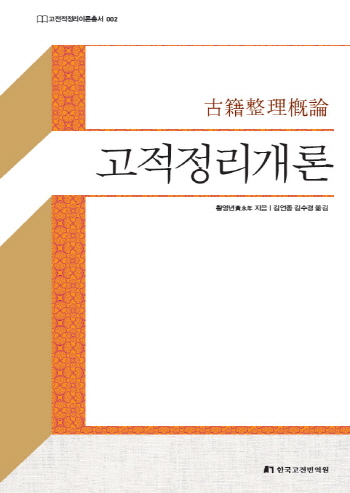 고전적정리이론총서 002
古籍整理槪論
고적정리개론
황영년黃永年 지음 | 김언종 김수경 옮김
한국고전번역원